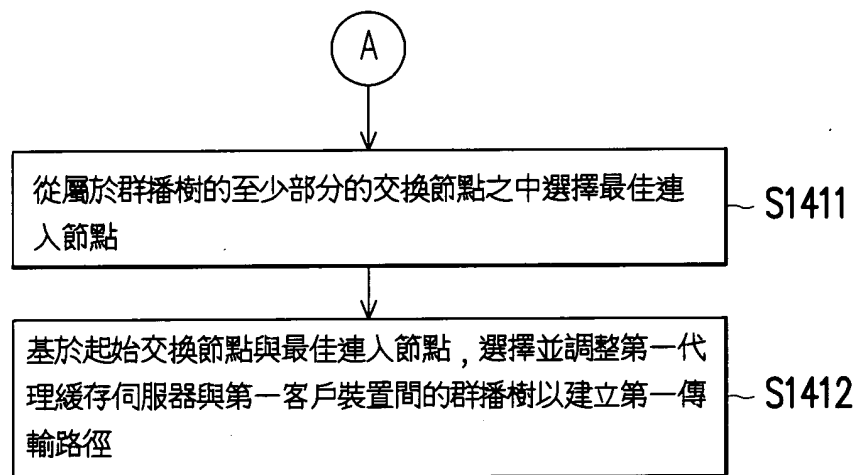 A
從屬於群播樹的至少部分的交換節點之中選擇最佳連
入節點
S1411
基於起始交換節點與最佳連入節點,選擇並調整第一代
理緩存伺服器與第一客戶裝置間的群播樹以建立第一傳
輸路徑
S1412